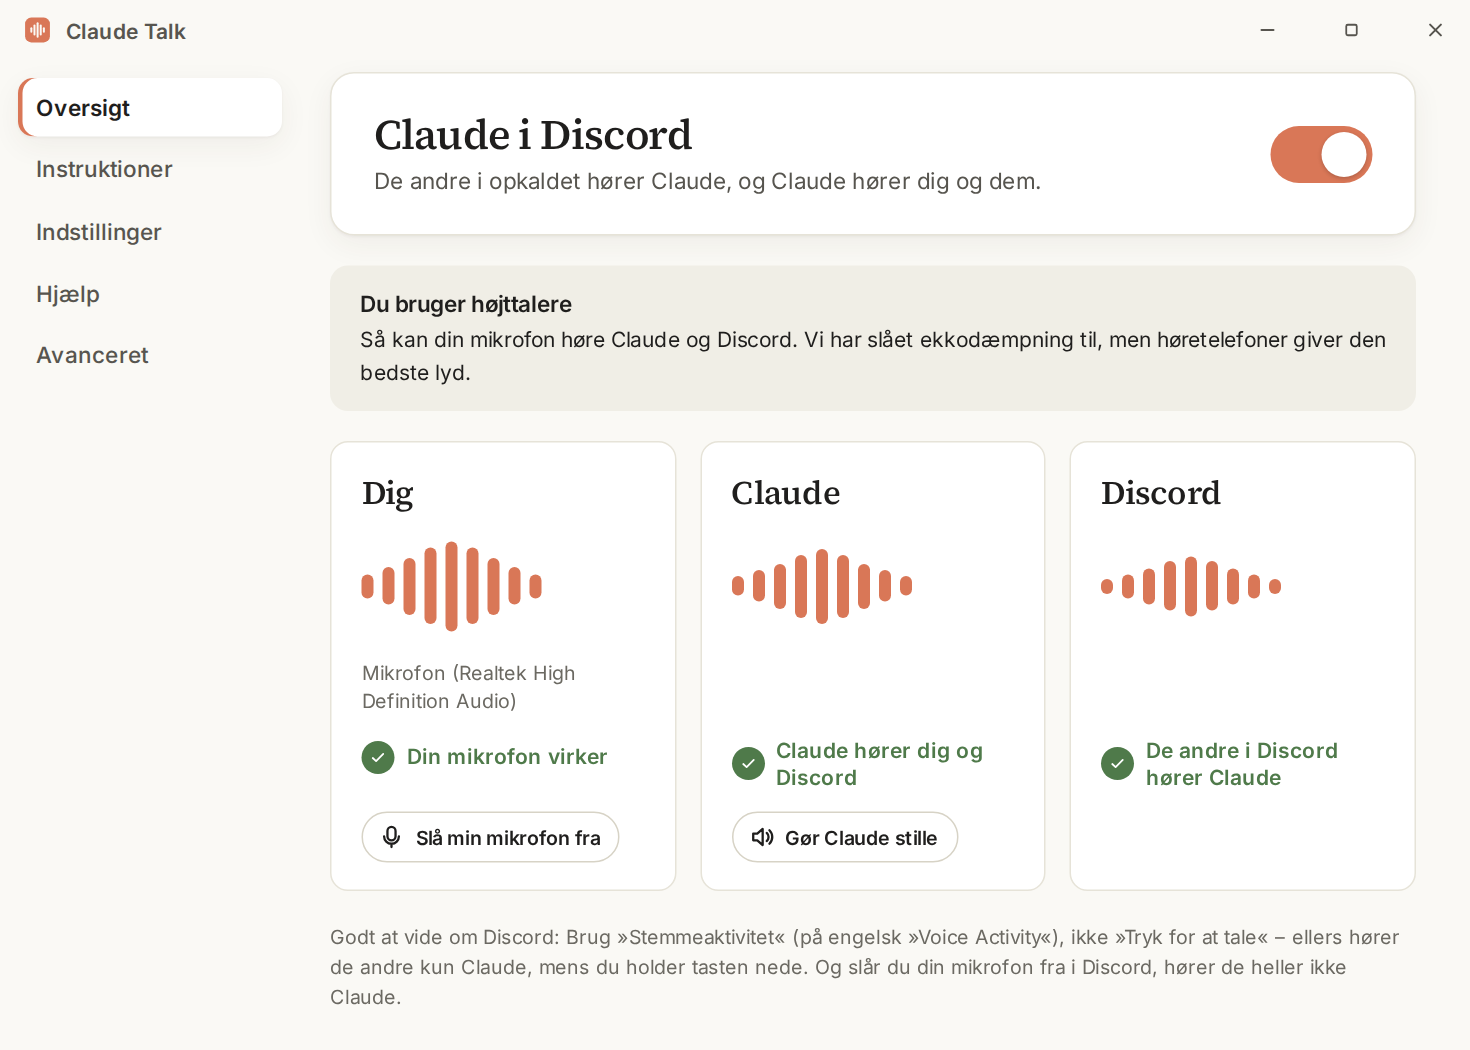 Claude Talk
Oversigt
Instruktioner
Indstillinger
Hjælp
Avanceret
Claude i Discord
De andre i opkaldet hører Claude, og Claude hører dig og dem.
Du bruger højttalere
Så kan din mikrofon høre Claude og Discord. Vi har slået ekkodæmpning til, men høretelefoner giver den
bedste lyd.
Dig
Mikrofon (Realtek High
Definition Audio)
Din mikrofon virker
Slå min mikrofon fra
Claude
Claude hører dig og
Discord
Gør Claude stille
Discord
De andre i Discord
hører Claude
Godt at vide om Discord: Brug »Stemmeaktivitet« (på engelsk »Voice Activity«), ikke »Tryk for at tale« – ellers hører
de andre kun Claude, mens du holder tasten nede. Og slår du din mikrofon fra i Discord, hører de heller ikke
Claude.